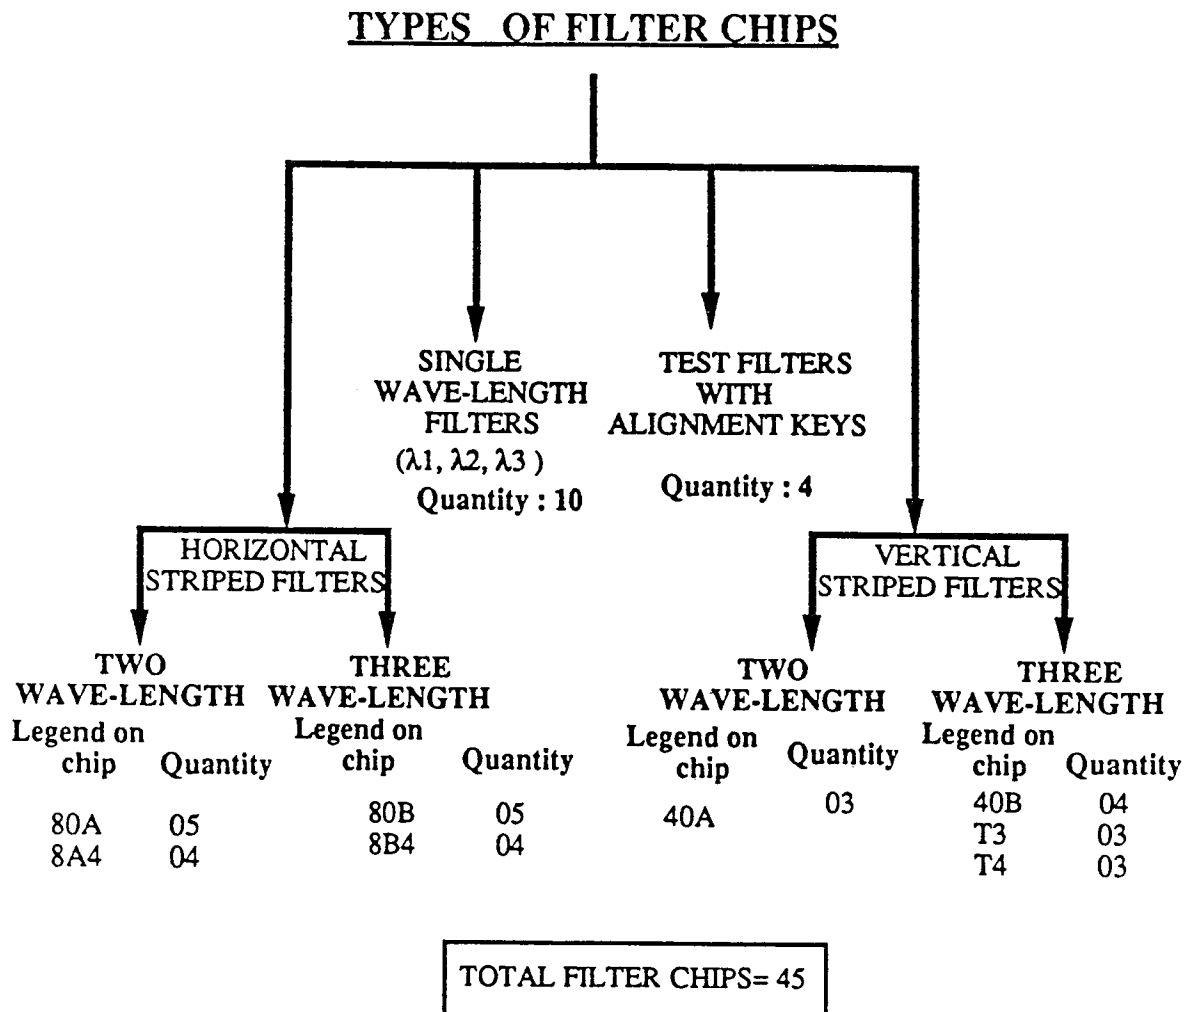 TYPES OF FILTER CHIPS
SINGLE
WAVE-LENGTH
FILTERS
(λ1, λ2, λ3 )
Quantity : 10
TEST FILTERS
WITH
ALIGNMENT KEYS
Quantity : 4
HORIZONTAL
STRIPED FILTERS
VERTICAL
STRIPED FILTERS
TWO
WAVE-LENGTH
Legend on
chip Quantity
80A 05
8A4 04
THREE
WAVE-LENGTH
Legend on
chip Quantity
80B 05
8B4 04
TWO
WAVE-LENGTH
Legend on
chip Quantity
40A 03
THREE
WAVE-LENGTH
Legend on
chip Quantity
40B 04
T3 03
T4 03
TOTAL FILTER CHIPS= 45